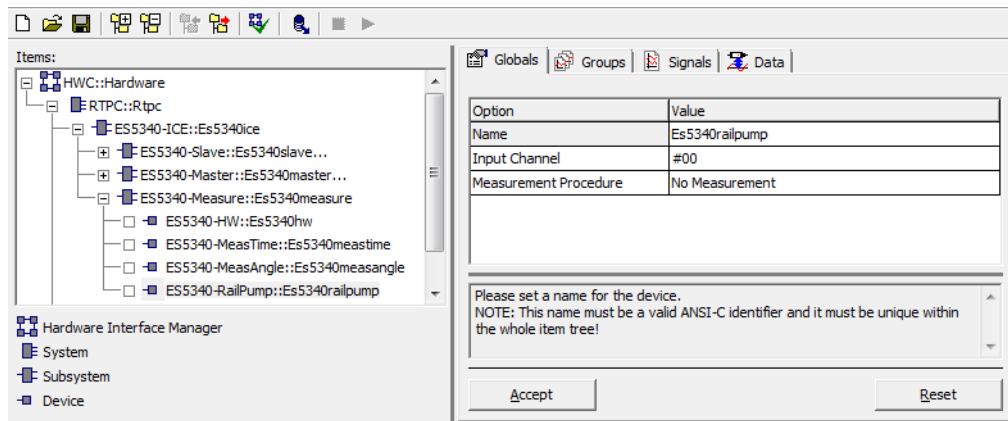 Items:
HWC::Hardware
RTPC::Rtpc
ES5340-ICE::Es5340ice
ES5340-Slave::Es5340slave...
ES5340-Master::Es5340master...
ES5340-Measure::Es5340measure
ES5340-HW::Es5340hw
ES5340-MeasTime::Es5340meastime
ES5340-MeasAngle::Es5340measangle
ES5340-RailPump::Es5340railpump
Hardware Interface Manager
System
Subsystem
Device
Globals Groups Signals Data
Option Value
Name Es5340railpump
Input Channel #00
Measurement Procedure No Measurement
Please set a name for the device.
NOTE: This name must be a valid ANSI-C identifier and it must be unique within
the whole item tree!
Accept Reset